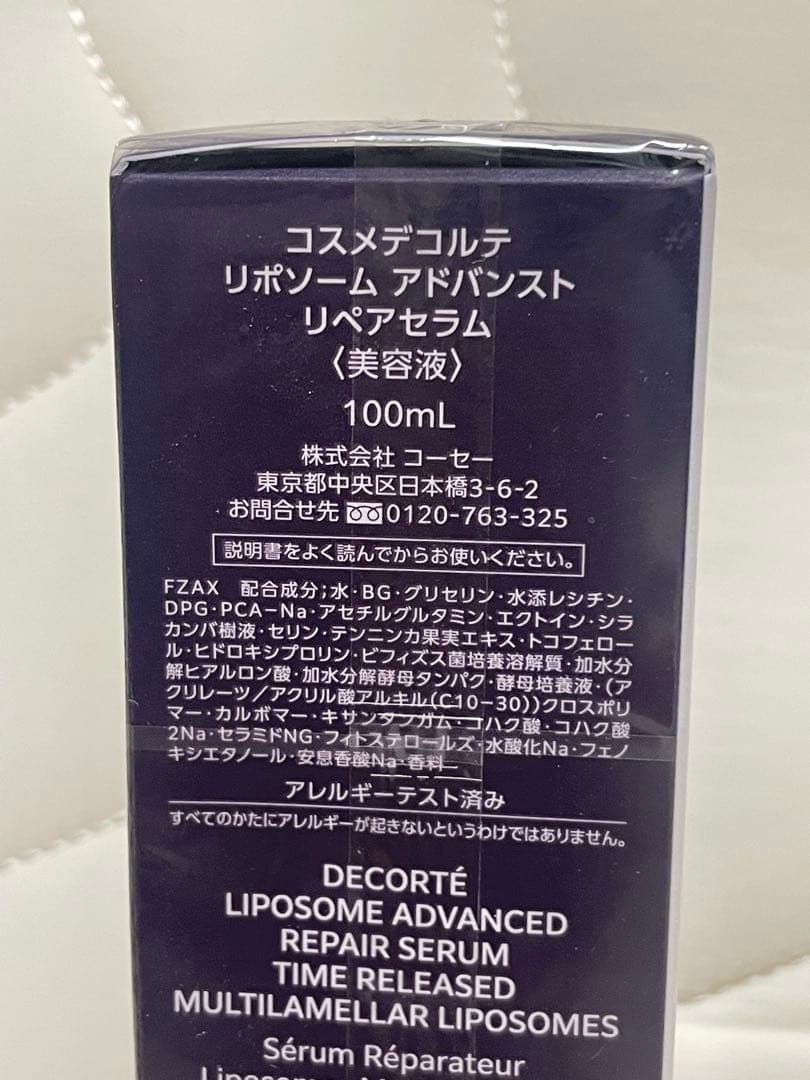 コスメデコルテ
リポソーム アドバンスト
リペアセラム
〈美容液〉
100mL
株式会社 コーセー
東京都中央区日本橋3-6-2
お問合せ先 0120-763-325
説明書をよく読んでからお使いください。
FZAX 配合成分;水・BG・グリセリン・水添レシチン・
DPG・PCA-Na・アセチルグルタミン・エクトイン・シラ
カンバ樹液・セリン・テンニンカ果実エキス・トコフェロー
ル・ヒドロキシプロリン・ビフィズス菌培養溶解質・加水分
解ヒアルロン酸・加水分解酵母タンパク・酵母培養液・(ア
クリレーツ/アクリル酸アルキル(C10-30))クロスポリ
マー・カルボマー・キサンタンガム・コハク酸・コハク酸
2Na・セラミドNG・フィトステロールズ・水酸化Na・フェノ
キシエタノール・安息香酸Na・香料
アレルギーテスト済み
すべてのかたにアレルギーが起きないというわけではありません。
DECORTÉ
LIPOSOME ADVANCED
REPAIR SERUM
TIME RELEASED
MULTILAMELLAR LIPOSOMES
Sérum Réparateur